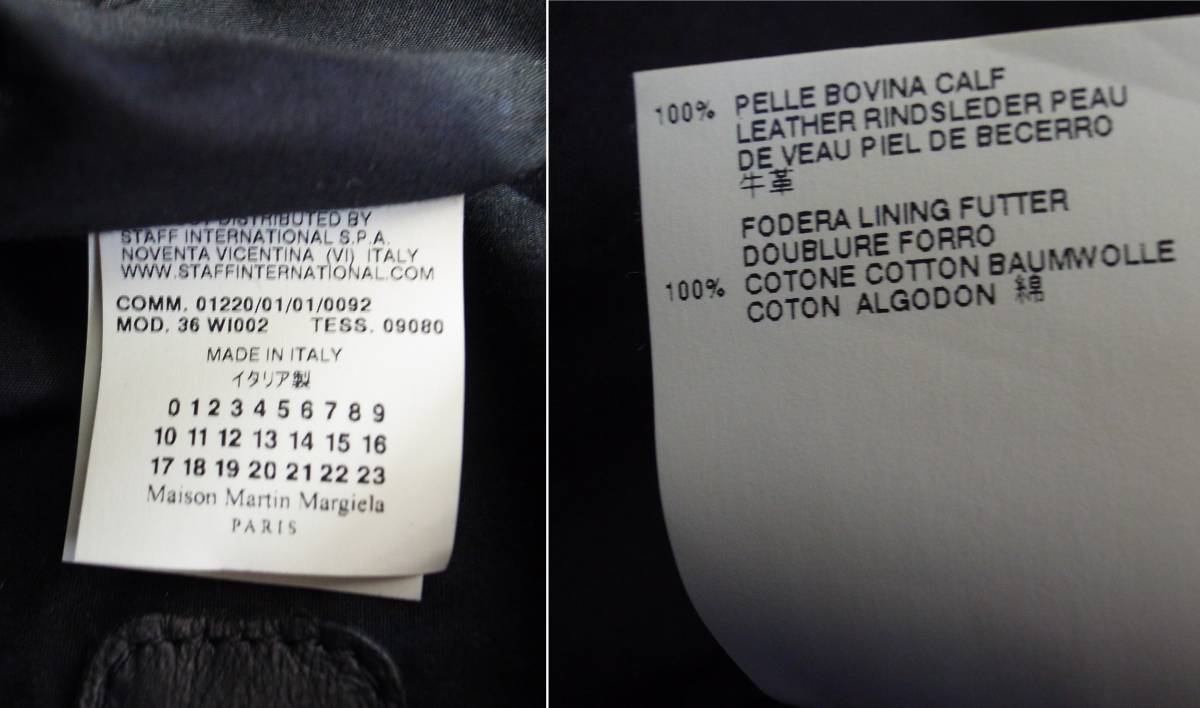 DISTRIBUTED BY
STAFF INTERNATIONAL S.P.A.
NOVENTA VICENTINA (VI) ITALY
WWW.STAFFINTERNATIONAL.COM
COMM. 01220/01/01/0092
MOD. 36 WI002 TESS. 09080
MADE IN ITALY
イタリア製
0 1 2 3 4 5 6 7 8 9
10 11 12 13 14 15 16
17 18 19 20 21 22 23
Maison Martin Margiela
PARIS
100% PELLE BOVINA CALF
LEATHER RINDSLEDER PEAU
DE VEAU PIEL DE BECERRO
牛革
FODERA LINING FUTTER
DOUBLURE FORRO
100% COTONE COTTON BAUMWOLLE
COTON ALGODON 綿